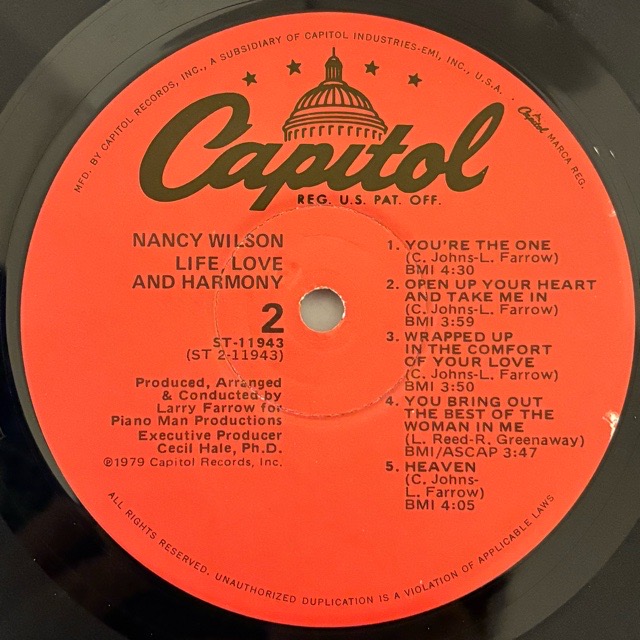 MFD. BY CAPITOL RECORDS, INC., A SUBSIDIARY OF CAPITOL INDUSTRIES-EMI, INC., U.S.A. · Capitol MARCA REG.
Capitol
REG. U.S. PAT. OFF.
NANCY WILSON
LIFE, LOVE
AND HARMONY
2
ST-11943
(ST 2-11943)
Produced, Arranged
& Conducted by
Larry Farrow for
Piano Man Productions
Executive Producer
Cecil Hale, Ph.D.
℗1979 Capitol Records, Inc.
1. YOU'RE THE ONE
(C. Johns-L. Farrow)
BMI 4:30
2. OPEN UP YOUR HEART
AND TAKE ME IN
(C. Johns-L. Farrow)
BMI 3:59
3. WRAPPED UP
IN THE COMFORT
OF YOUR LOVE
(C. Johns-L. Farrow)
BMI 3:50
4. YOU BRING OUT
THE BEST OF THE
WOMAN IN ME
(L. Reed-R. Greenaway)
BMI/ASCAP 3:47
5. HEAVEN
(C. Johns-
L. Farrow)
BMI 4:05
ALL RIGHTS RESERVED. UNAUTHORIZED DUPLICATION IS A VIOLATION OF APPLICABLE LAWS